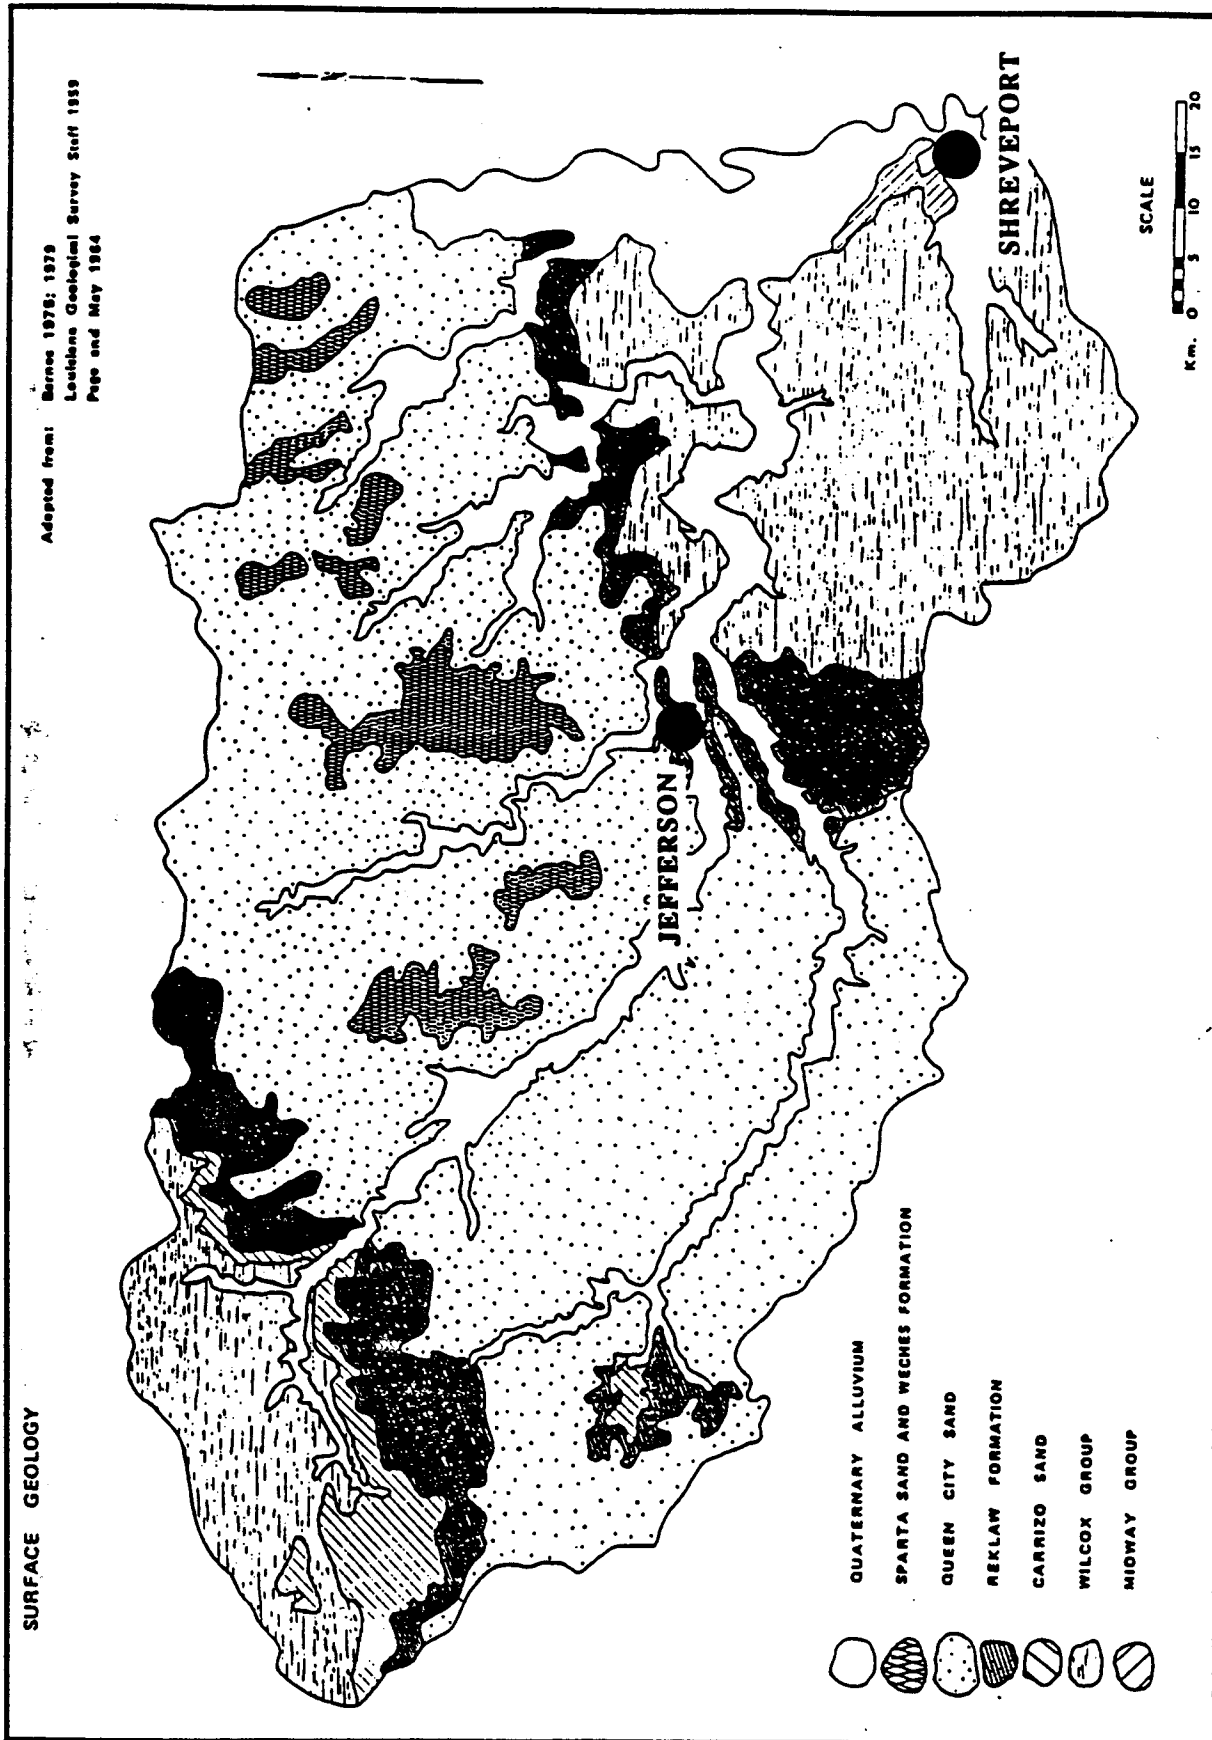 SURFACE GEOLOGY
Adapted from: Barnes 1978; 1979
Louisiana Geological Survey Staff 1959
Page and May 1964
JEFFERSON
SHREVEPORT
QUATERNARY ALLUVIUM
SPARTA SAND AND WECHES FORMATION
QUEEN CITY SAND
REKLAW FORMATION
CARRIZO SAND
WILCOX GROUP
MIDWAY GROUP
SCALE
Km. 0 5 10 15 20